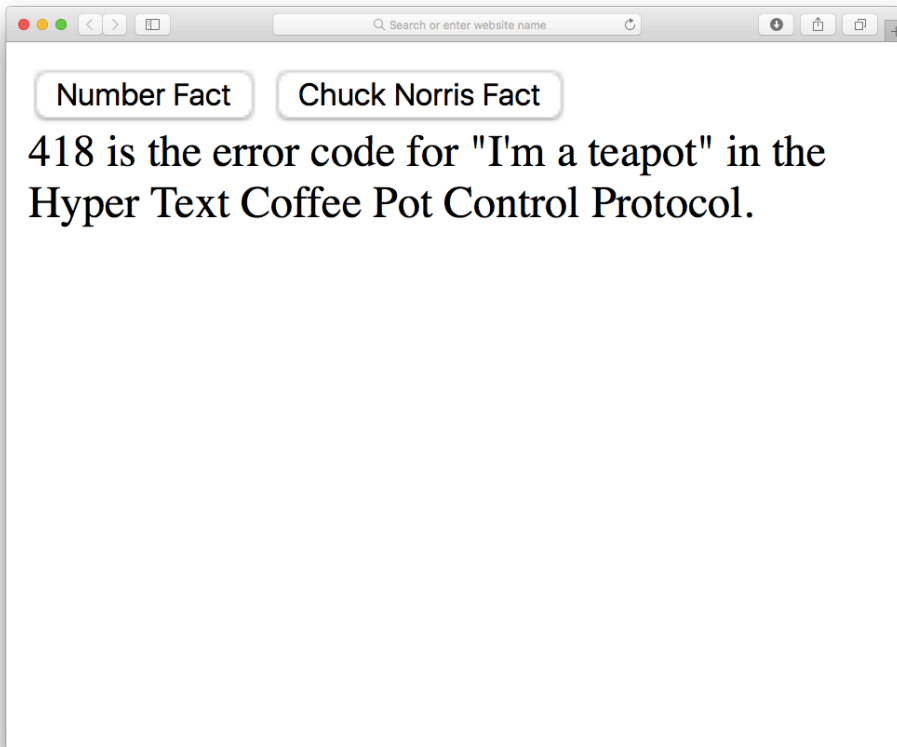 Search or enter website name
Number Fact Chuck Norris Fact
418 is the error code for "I'm a teapot" in the
Hyper Text Coffee Pot Control Protocol.